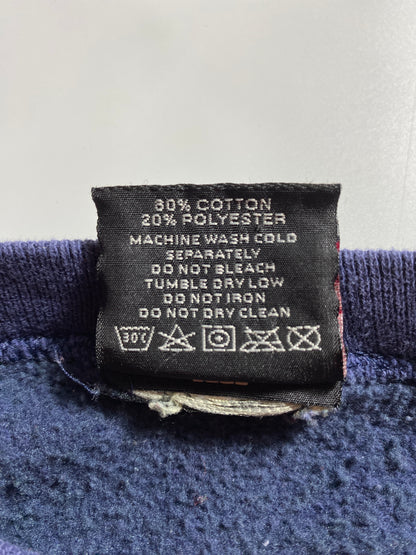 80% COTTON
20% POLYESTER
MACHINE WASH COLD
SEPARATELY
DO NOT BLEACH
TUMBLE DRY LOW
DO NOT IRON
DO NOT DRY CLEAN
30°C